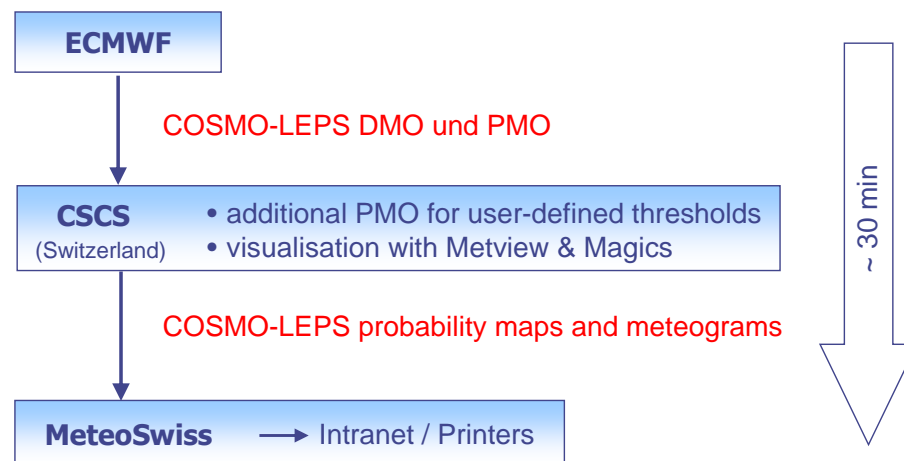 ECMWF
COSMO-LEPS DMO und PMO
CSCS
(Switzerland)
• additional PMO for user-defined thresholds
• visualisation with Metview & Magics
COSMO-LEPS probability maps and meteograms
MeteoSwiss
Intranet / Printers
~ 30 min